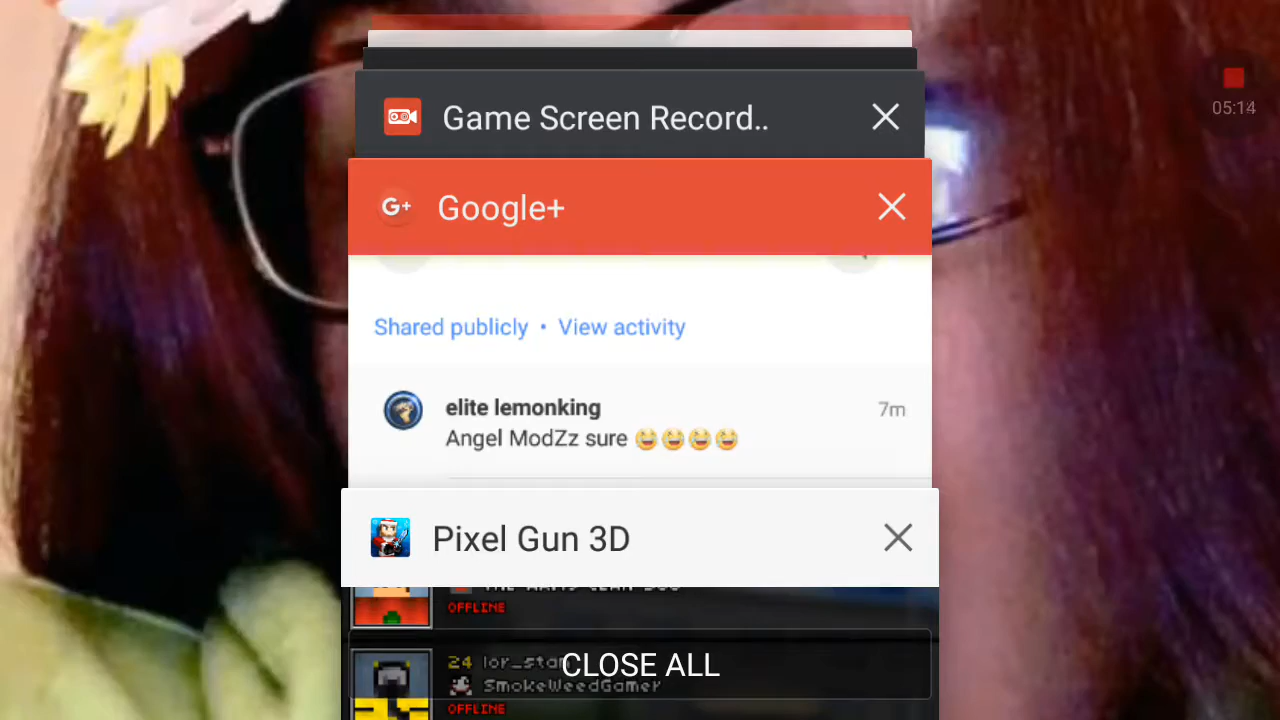 Game Screen Record..
05:14
G+ Google+
Shared publicly • View activity
elite lemonking
7m
Angel ModZz sure 😂😂😂😂
Pixel Gun 3D
OFFLINE
24 lor_stan
CLOSE ALL
SmokeWeedGamer
OFFLINE